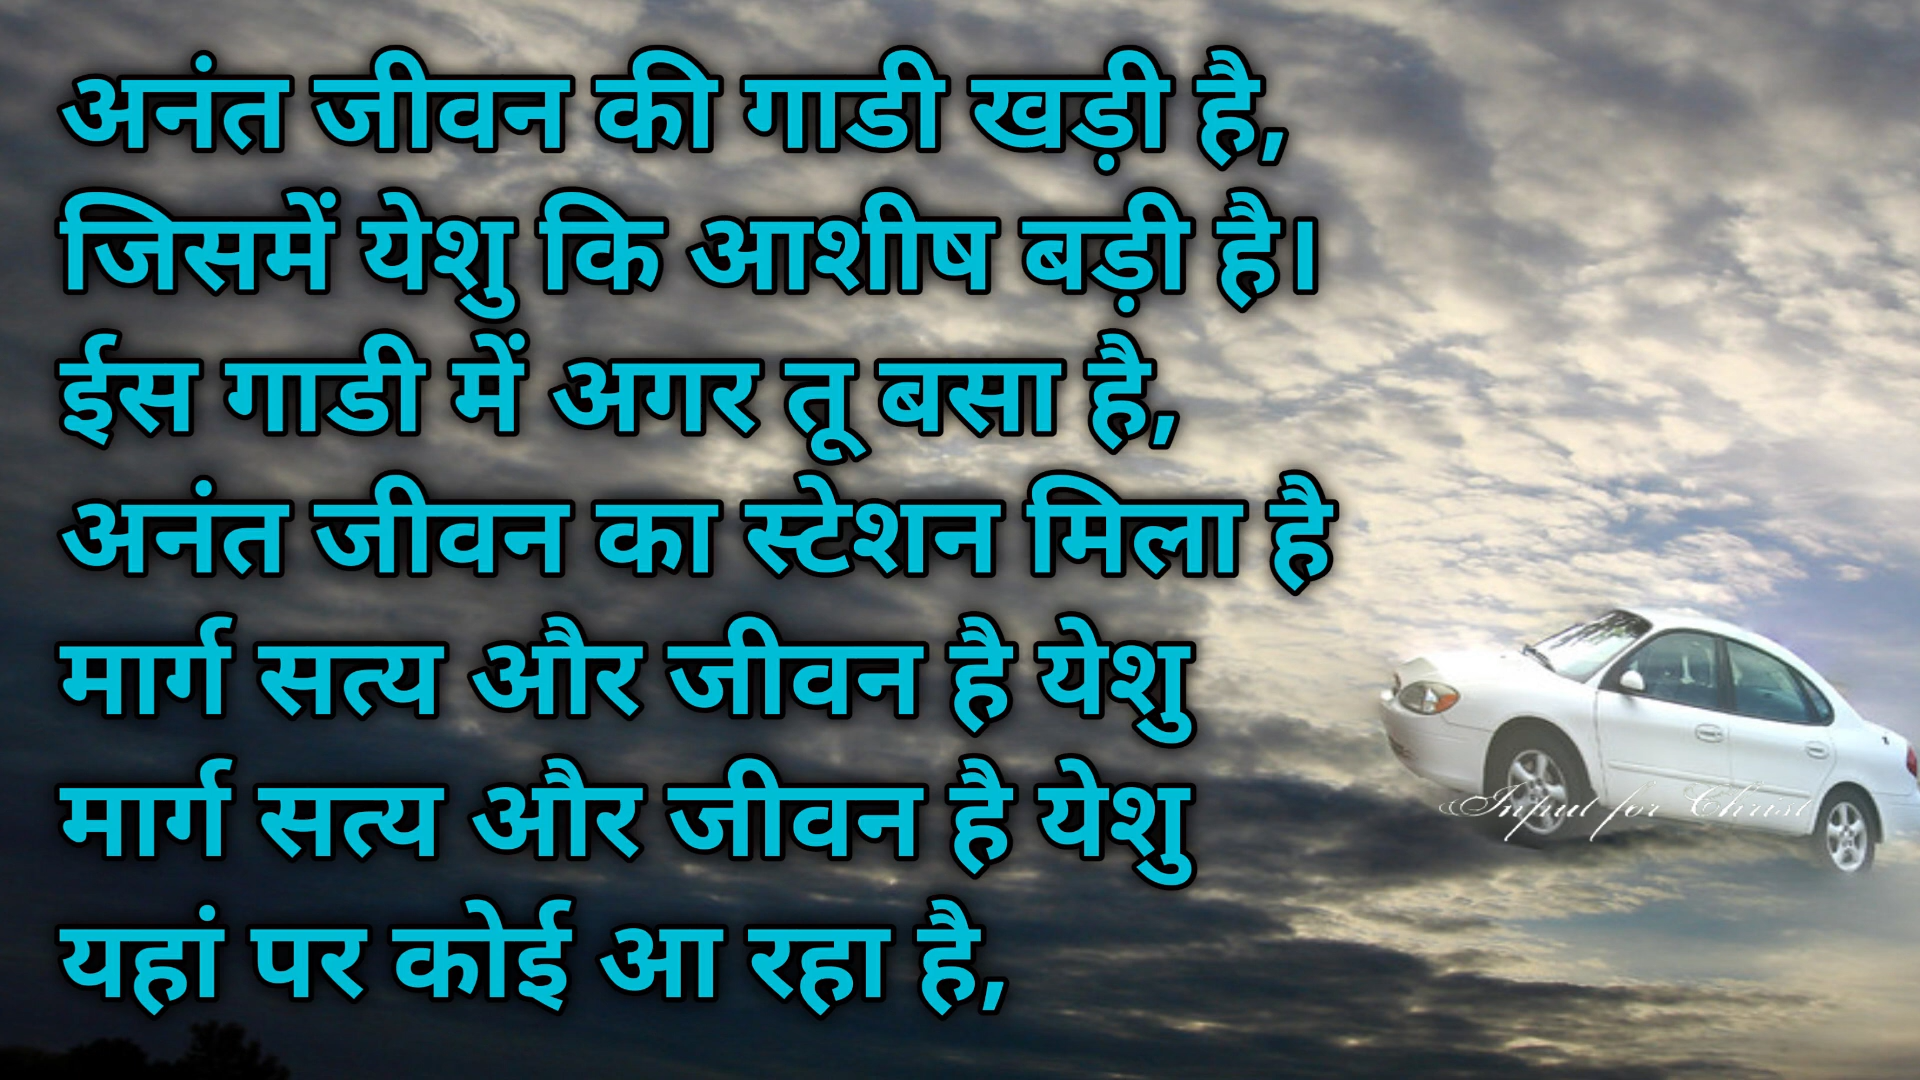 अनंत जीवन की गाडी खड़ी है,
जिसमें येशु कि आशीष बड़ी है।
ईस गाडी में अगर तू बसा है,
अनंत जीवन का स्टेशन मिला है
मार्ग सत्य और जीवन है येशु
मार्ग सत्य और जीवन है येशु
यहां पर कोई आ रहा है,
Input for Christ